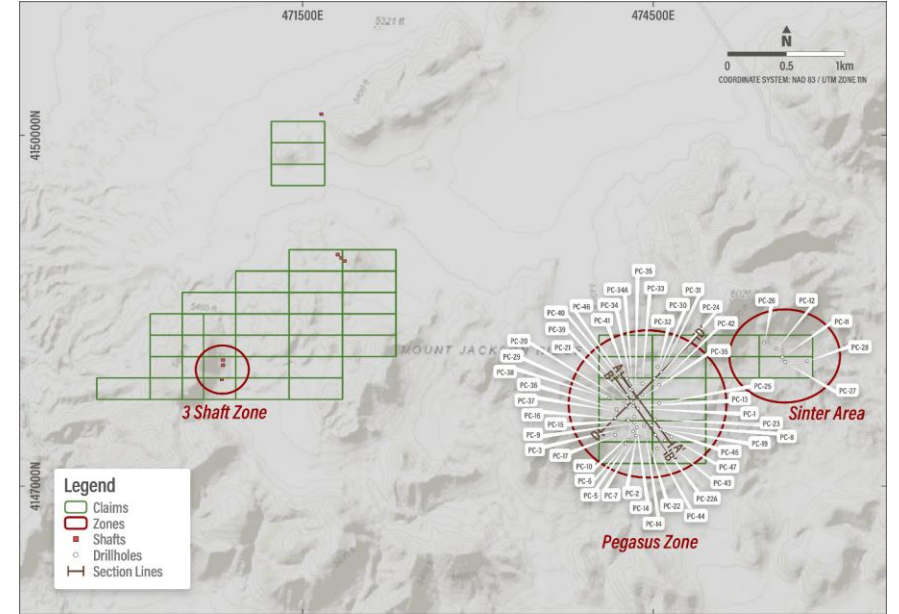 471500E
474500E
5321 ft
N
0 0.5 1km
COORDINATE SYSTEM: NAD 83 / UTM ZONE 11N
4150000N
PC-35
PC-34A
PC-33
PC-31
PC-46
PC-34
PC-30
PC-24
PC-26
PC-12
PC-40
PC-41
PC-32
PC-42
PC-11
PC-39
PC-20
PC-21
PC-36
PC-28
PC-29
PC-38
MOUNT JACKSON
PC-36
PC-25
PC-27
PC-37
PC-13
PC-16
PC-1
PC-15
PC-23
PC-9
PC-8
PC-19
PC-3
PC-45
PC-17
PC-47
PC-10
PC-43
PC-6
PC-5
PC-7
PC-2
PC-22A
PC-14
PC-22
PC-44
PC-14
A
B
D'
D
A'
B'
3 Shaft Zone
Sinter Area
Pegasus Zone
4147000N
Legend
Claims
Zones
Shafts
Drillholes
Section Lines